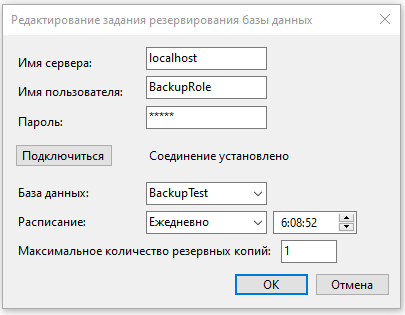 Редактирование задания резервирования базы данных
Имя сервера: localhost
Имя пользователя: BackupRole
Пароль: *****
Подключиться Соединение установлено
База данных: BackupTest
Расписание: Ежедневно 6:08:52
Максимальное количество резервных копий: 1
OK Отмена